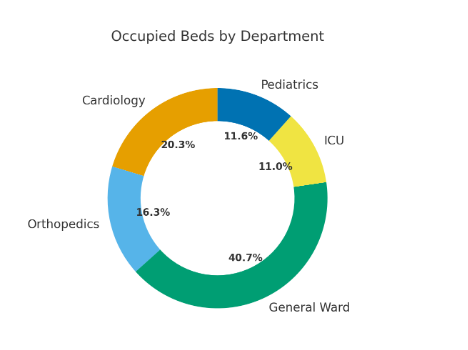 Occupied Beds by Department
Pediatrics
Cardiology
11.6%
ICU
20.3%
11.0%
16.3%
Orthopedics
40.7%
General Ward